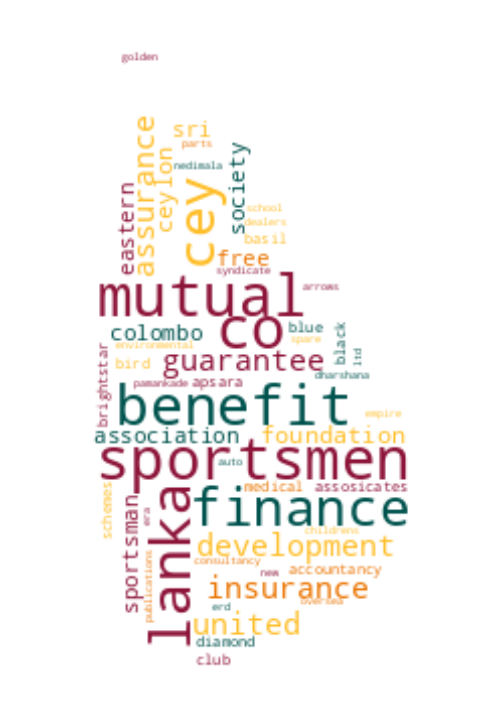 golden
assurance
sri
parts
ceylon
nedimala
society
eastern
cey
school
dealers
basil
free
syndicate
mutual
arrows
co
colombo
blue
black
spare
environmental
ltd
brightstar
bird
guarantee
dharshana
pamankade
apsara
benefit
empire
association
foundation
sportsmen
auto
schemes
medical
assosicates
lanka
finance
sportsman
era
childrens
development
publications
consultancy
new
accountancy
insurance
oversea
erd
united
diamond
club